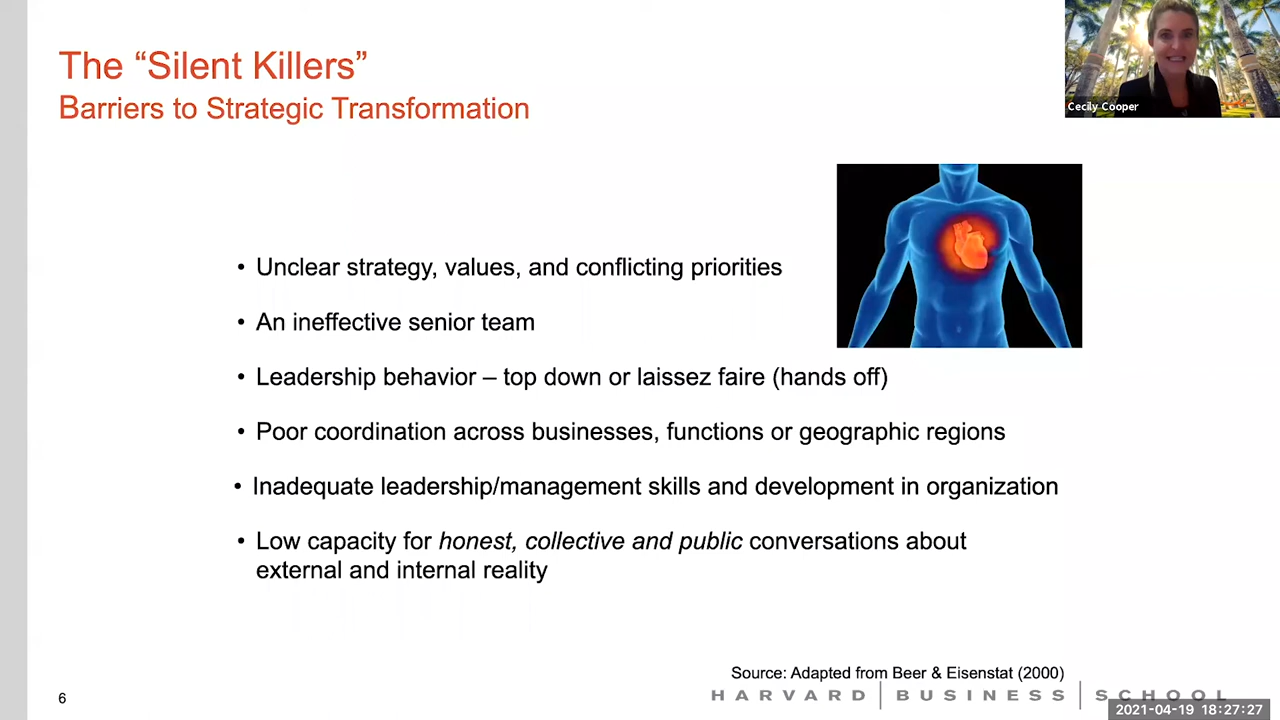 The “Silent Killers”
Barriers to Strategic Transformation
Cecily Cooper
• Unclear strategy, values, and conflicting priorities
• An ineffective senior team
• Leadership behavior – top down or laissez faire (hands off)
• Poor coordination across businesses, functions or geographic regions
• Inadequate leadership/management skills and development in organization
• Low capacity for honest, collective and public conversations about
external and internal reality
Source: Adapted from Beer & Eisenstat (2000)
6
HARVARD | BUSINESS | SCHOOL
2021-04-19 18:27:27